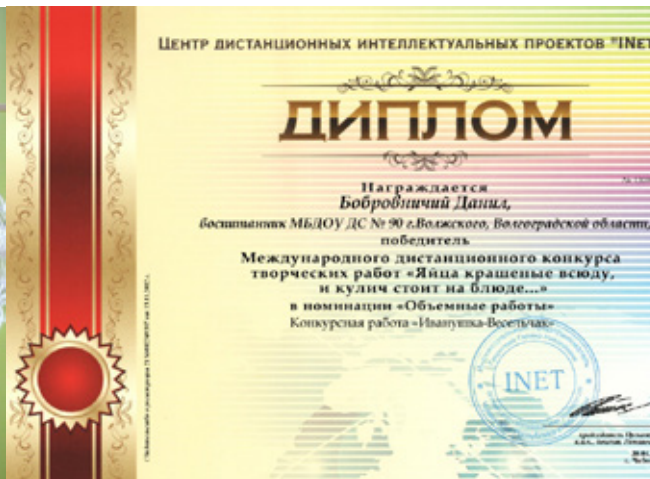 Центр дистанционных интеллектуальных проектов "INet
ДИПЛОМ
Награждается
Бобровничий Данил,
воспитанник МБДОУ ДС № 90 г.Волжского, Волгоградской области,
победитель
Международного дистанционного конкурса
творческих работ «Яйца крашеные всюду,
и кулич стоит на блюде...»
в номинации «Объемные работы»
Конкурсная работа «Иванушка-Весельчак»
INET